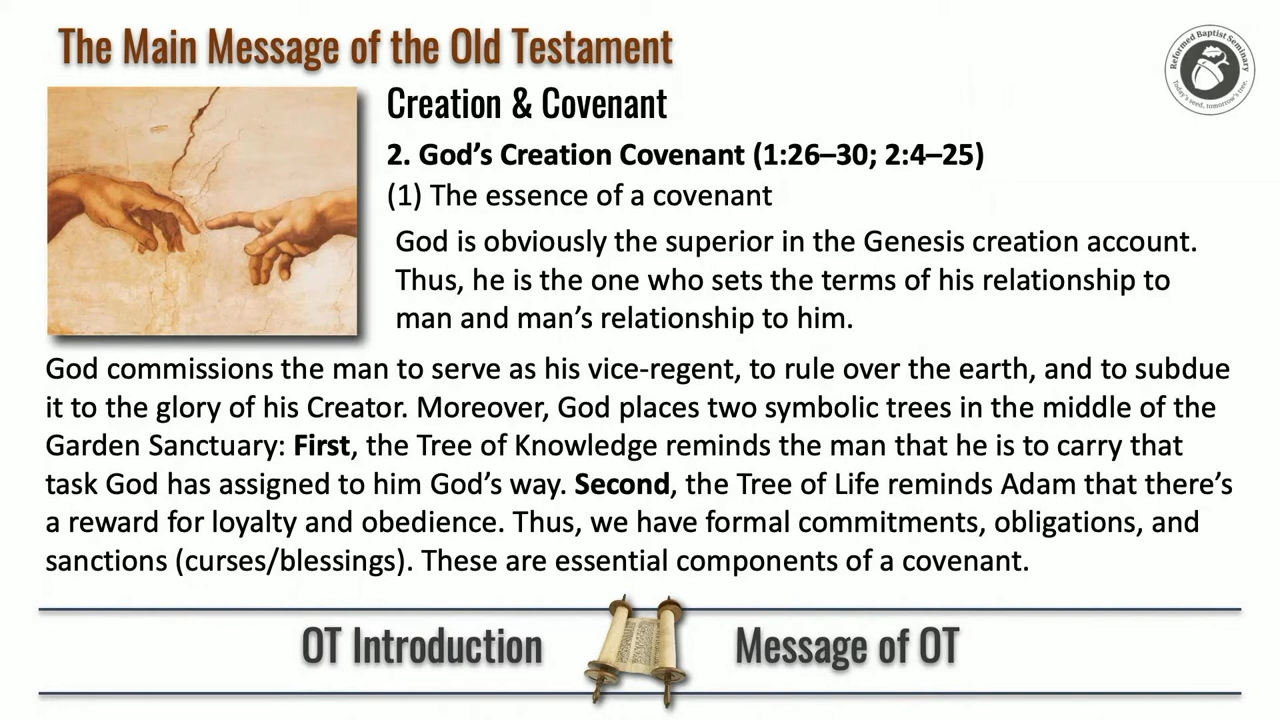 The Main Message of the Old Testament
Reformed Baptist Seminary
Today's seed, tomorrow's tree.
Creation & Covenant
2. God's Creation Covenant (1:26–30; 2:4–25)
(1) The essence of a covenant
God is obviously the superior in the Genesis creation account.
Thus, he is the one who sets the terms of his relationship to
man and man's relationship to him.
God commissions the man to serve as his vice-regent, to rule over the earth, and to subdue
it to the glory of his Creator. Moreover, God places two symbolic trees in the middle of the
Garden Sanctuary: First, the Tree of Knowledge reminds the man that he is to carry that
task God has assigned to him God's way. Second, the Tree of Life reminds Adam that there's
a reward for loyalty and obedience. Thus, we have formal commitments, obligations, and
sanctions (curses/blessings). These are essential components of a covenant.
OT Introduction
Message of OT